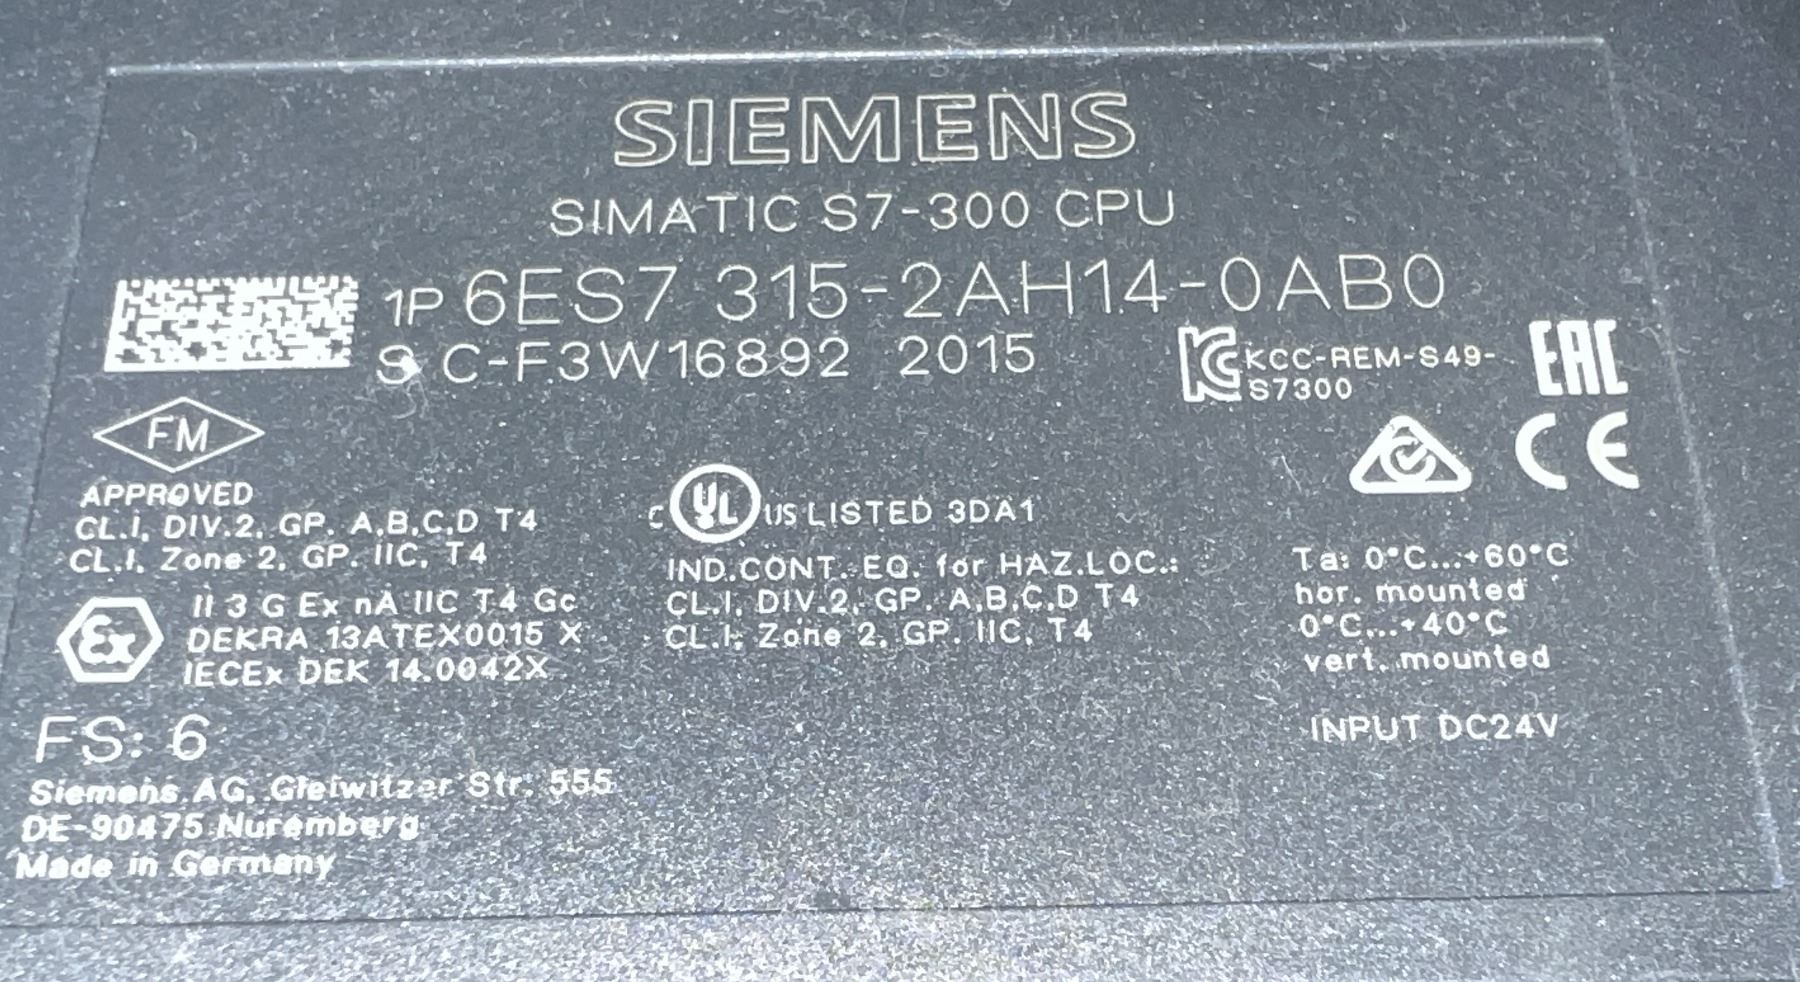 SIEMENS
SIMATIC S7-300 CPU
1P 6ES7 315-2AH14-0AB0
S C-F3W16892 2015
KCC-REM-S49-
S7300
EAC
FM
APPROVED
CL.I, DIV.2, GP. A,B,C,D T4
CL.I, Zone 2, GP. IIC, T4
Ex
II 3 G Ex nA IIC T4 Gc
DEKRA 13ATEX0015 X
IECEx DEK 14.0042X
C UL US LISTED 3DA1
IND.CONT. EQ. for HAZ.LOC.:
CL.I, DIV.2, GP. A,B,C,D T4
CL.I, Zone 2, GP. IIC, T4
CE
Ta: 0°C...+60°C
hor. mounted
0°C...+40°C
vert. mounted
INPUT DC24V
FS: 6
Siemens AG, Gleiwitzer Str. 555
DE-90475 Nuremberg
Made in Germany